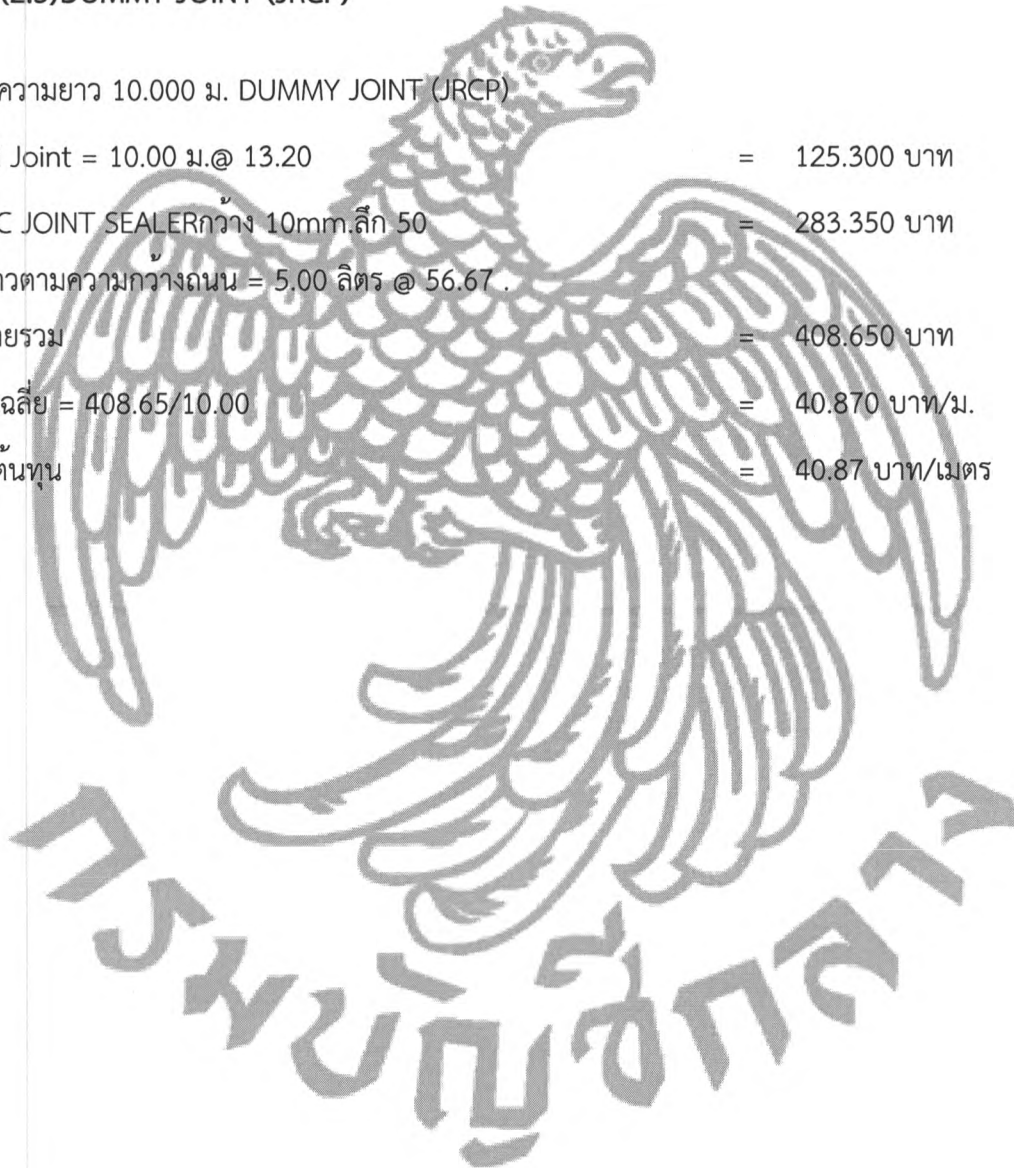 (2.3)DUMMY JOINT (JRCP)
ความยาว 10.000 ม. DUMMY JOINT (JRCP)
Joint = 10.00 ม.@ 13.20 = 125.300 บาท
C JOINT SEALERกว้าง 10mm.ลึก 50 = 283.350 บาท
วตามความกว้างถนน = 5.00 ลิตร @ 56.67 .
ยรวม = 408.650 บาท
ฉลี่ย = 408.65/10.00 = 40.870 บาท/ม.
ต้นทุน = 40.87 บาท/เมตร
กรมบัญชีกลาง